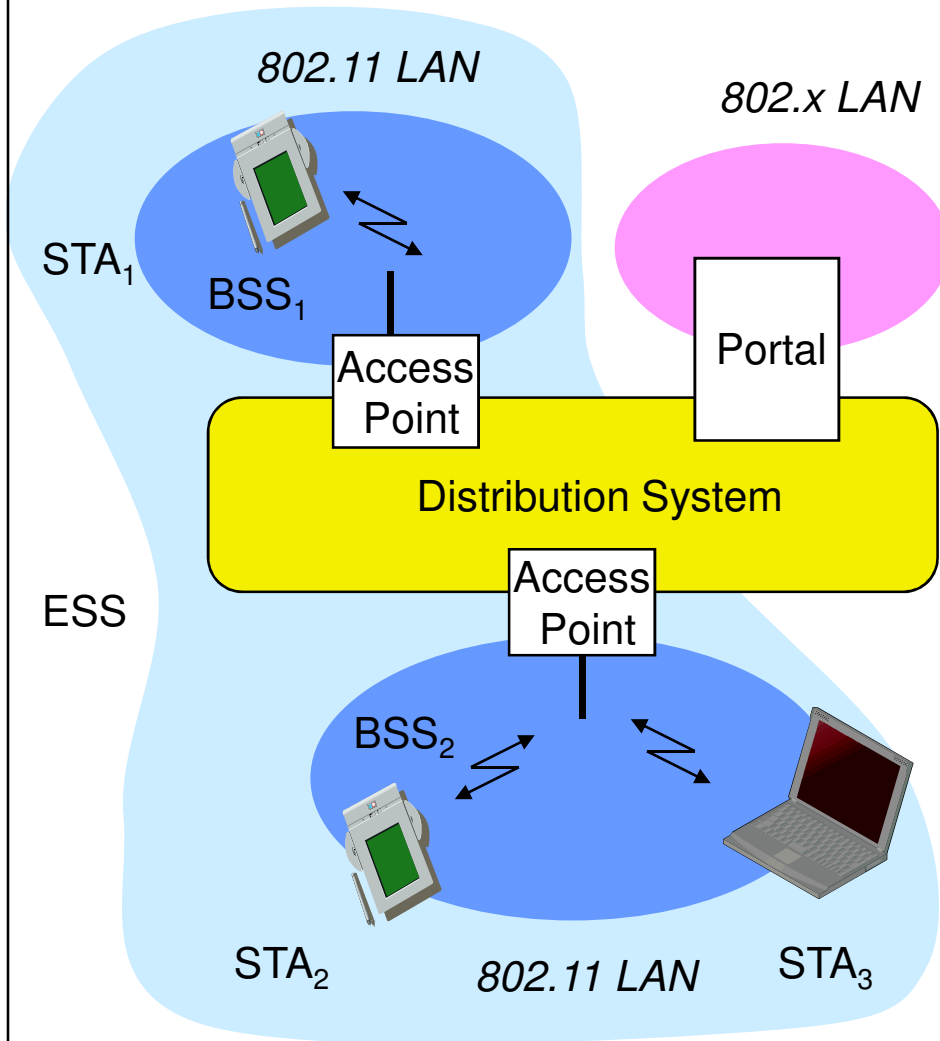 802.11 LAN
802.x LAN
STA₁
BSS₁
Access
Point
Portal
Distribution System
Access
Point
ESS
BSS₂
STA₂
802.11 LAN
STA₃